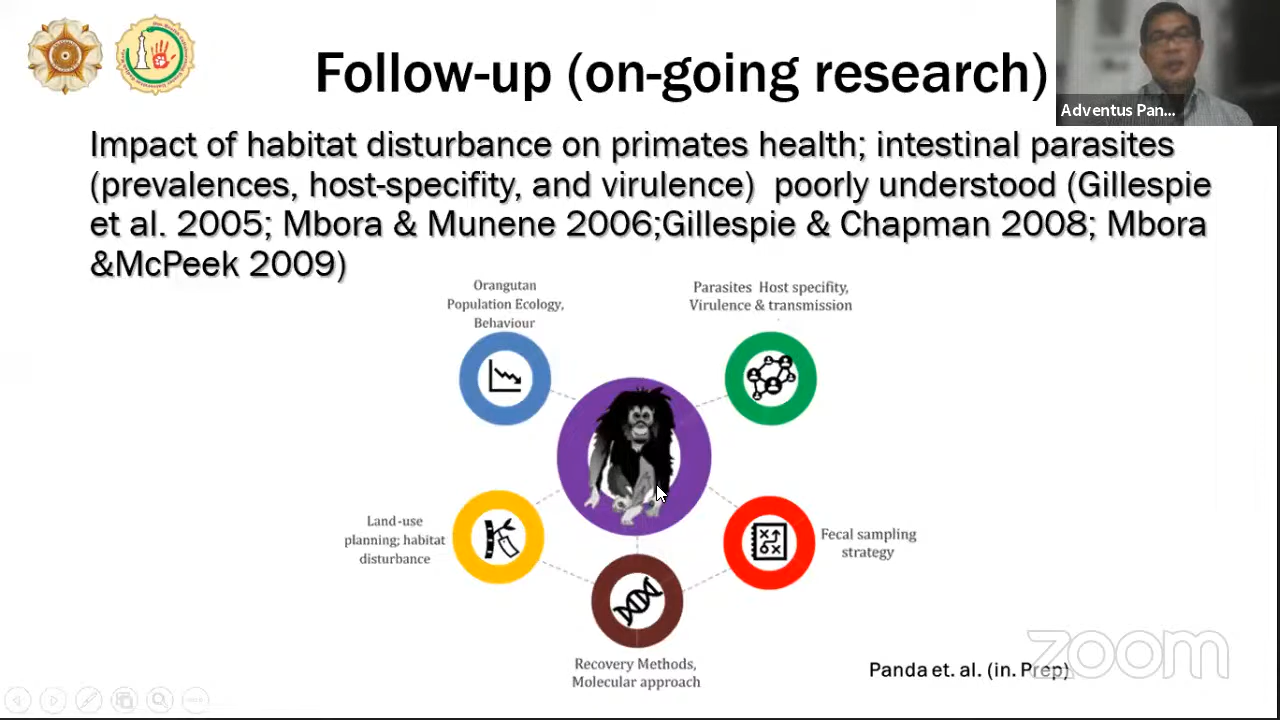 Follow-up (on-going research)
Adventus Pan...
Impact of habitat disturbance on primates health; intestinal parasites
(prevalences, host-specifity, and virulence) poorly understood (Gillespie
et al. 2005; Mbora & Munene 2006;Gillespie & Chapman 2008; Mbora
&McPeek 2009)
Orangutan
Population Ecology,
Behaviour
Parasites Host specifity,
Virulence & transmission
Land-use
planning; habitat
disturbance
Fecal sampling
strategy
Recovery Methods,
Molecular approach
Panda et. al. (in. Prep)
zoom